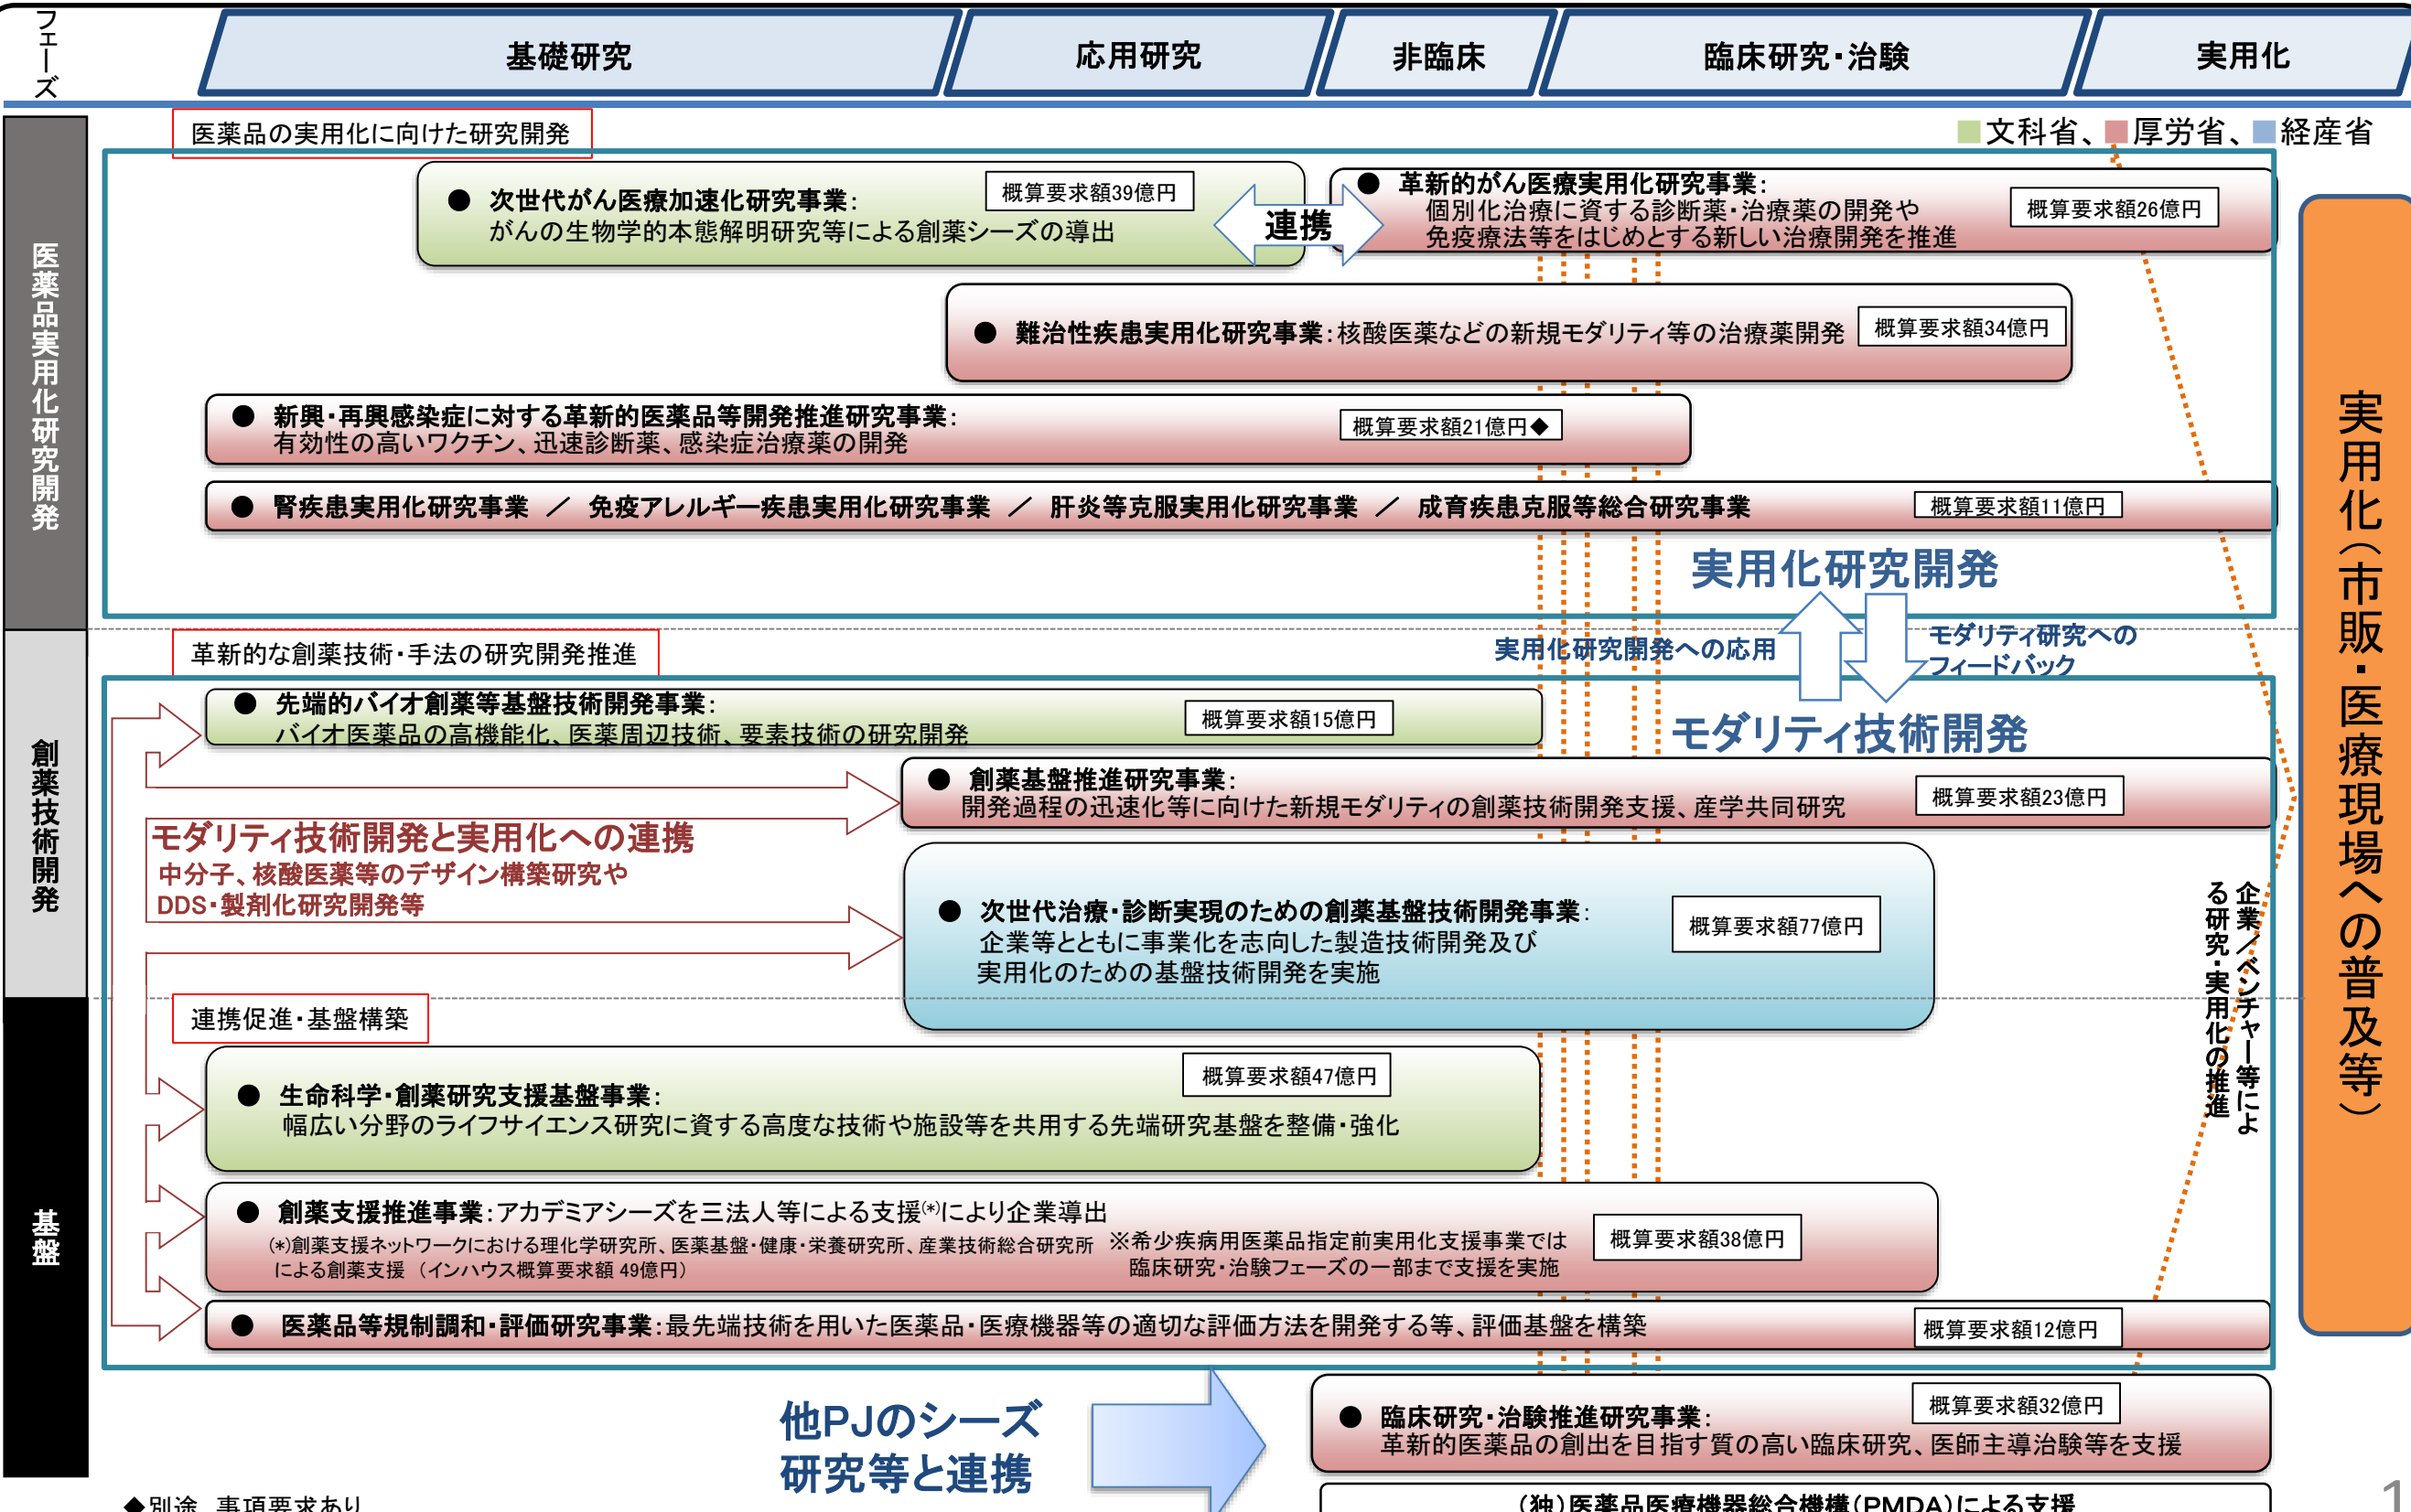 フェーズ
基礎研究
応用研究
非臨床
臨床研究・治験
実用化
医薬品の実用化に向けた研究開発
文科省、厚労省、経産省
医薬品実用化研究開発
● 次世代がん医療加速化研究事業：
概算要求額39億円
がんの生物学的本態解明研究等による創薬シーズの導出
連携
● 革新的がん医療実用化研究事業：
個別化治療に資する診断薬・治療薬の開発や
免疫療法等をはじめとする新しい治療開発を推進
概算要求額26億円
● 難治性疾患実用化研究事業：核酸医薬などの新規モダリティ等の治療薬開発
概算要求額34億円
● 新興・再興感染症に対する革新的医薬品等開発推進研究事業：
有効性の高いワクチン、迅速診断薬、感染症治療薬の開発
概算要求額21億円◆
● 腎疾患実用化研究事業 ／ 免疫アレルギー疾患実用化研究事業 ／ 肝炎等克服実用化研究事業 ／ 成育疾患克服等総合研究事業
概算要求額11億円
実用化研究開発
実用化研究開発への応用
モダリティ研究への
フィードバック
モダリティ技術開発
創薬技術開発
革新的な創薬技術・手法の研究開発推進
● 先端的バイオ創薬等基盤技術開発事業：
バイオ医薬品の高機能化、医薬周辺技術、要素技術の研究開発
概算要求額15億円
● 創薬基盤推進研究事業：
開発過程の迅速化等に向けた新規モダリティの創薬技術開発支援、産学共同研究
概算要求額23億円
モダリティ技術開発と実用化への連携
中分子、核酸医薬等のデザイン構築研究や
DDS・製剤化研究開発等
● 次世代治療・診断実現のための創薬基盤技術開発事業：
企業等とともに事業化を志向した製造技術開発及び
実用化のための基盤技術開発を実施
概算要求額77億円
企業／ベンチャー等によ
る研究・実用化の推進
実用化（市販・医療現場への普及等）
基盤
連携促進・基盤構築
概算要求額47億円
● 生命科学・創薬研究支援基盤事業：
幅広い分野のライフサイエンス研究に資する高度な技術や施設等を共用する先端研究基盤を整備・強化
● 創薬支援推進事業：アカデミアシーズを三法人等による支援(*)により企業導出
(*)創薬支援ネットワークにおける理化学研究所、医薬基盤・健康・栄養研究所、産業技術総合研究所
による創薬支援 （インハウス概算要求額 49億円）
※希少疾病用医薬品指定前実用化支援事業では
臨床研究・治験フェーズの一部まで支援を実施
概算要求額38億円
● 医薬品等規制調和・評価研究事業：最先端技術を用いた医薬品・医療機器等の適切な評価方法を開発する等、評価基盤を構築
概算要求額12億円
他PJのシーズ
研究等と連携
● 臨床研究・治験推進研究事業：
革新的医薬品の創出を目指す質の高い臨床研究、医師主導治験等を支援
概算要求額32億円
（独）医薬品医療機器総合機構（PMDA）による支援
◆別途、事項要求あり
1